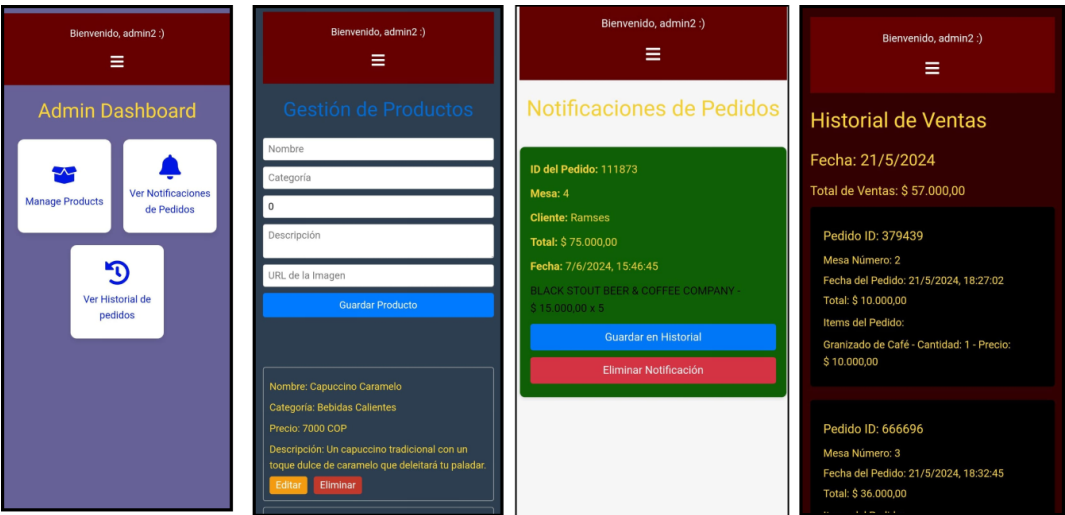 Bienvenido, admin2 :)
Admin Dashboard
Manage Products
Ver Notificaciones
de Pedidos
Ver Historial de
pedidos
Bienvenido, admin2 :)
Gestión de Productos
Nombre
Categoría
0
Descripción
URL de la Imagen
Guardar Producto
Nombre: Capuccino Caramelo
Categoría: Bebidas Calientes
Precio: 7000 COP
Descripción: Un capuccino tradicional con un
toque dulce de caramelo que deleitará tu paladar.
Editar Eliminar
Bienvenido, admin2 :)
Notificaciones de Pedidos
ID del Pedido: 111873
Mesa: 4
Cliente: Ramses
Total: $ 75.000,00
Fecha: 7/6/2024, 15:46:45
BLACK STOUT BEER & COFFEE COMPANY -
$ 15.000,00 x 5
Guardar en Historial
Eliminar Notificación
Bienvenido, admin2 :)
Historial de Ventas
Fecha: 21/5/2024
Total de Ventas: $ 57.000,00
Pedido ID: 379439
Mesa Número: 2
Fecha del Pedido: 21/5/2024, 18:27:02
Total: $ 10.000,00
Items del Pedido:
Granizado de Café - Cantidad: 1 - Precio:
$ 10.000,00
Pedido ID: 666696
Mesa Número: 3
Fecha del Pedido: 21/5/2024, 18:32:45
Total: $ 36.000,00